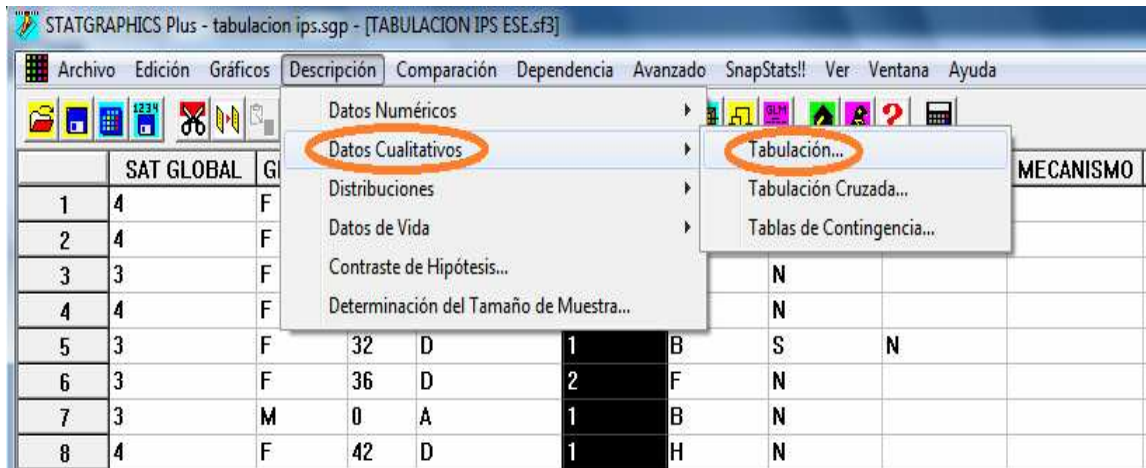 STATGRAPHICS Plus - tabulacion ips.sgp - [TABULACION IPS ESE.sf3]
Archivo Edición Gráficos Descripción Comparación Dependencia Avanzado SnapStats!! Ver Ventana Ayuda
1234 GLM ?
Datos Numéricos
Datos Cualitativos
Distribuciones
Datos de Vida
Contraste de Hipótesis...
Determinación del Tamaño de Muestra...
Tabulación...
Tabulación Cruzada...
Tablas de Contingencia...
SAT GLOBAL MECANISMO
1 4 F
2 4 F
3 3 F N
4 4 F N
5 3 F 32 D 1 B S N
6 3 F 36 D 2 F N
7 3 M 0 A 1 B N
8 4 F 42 D 1 H N